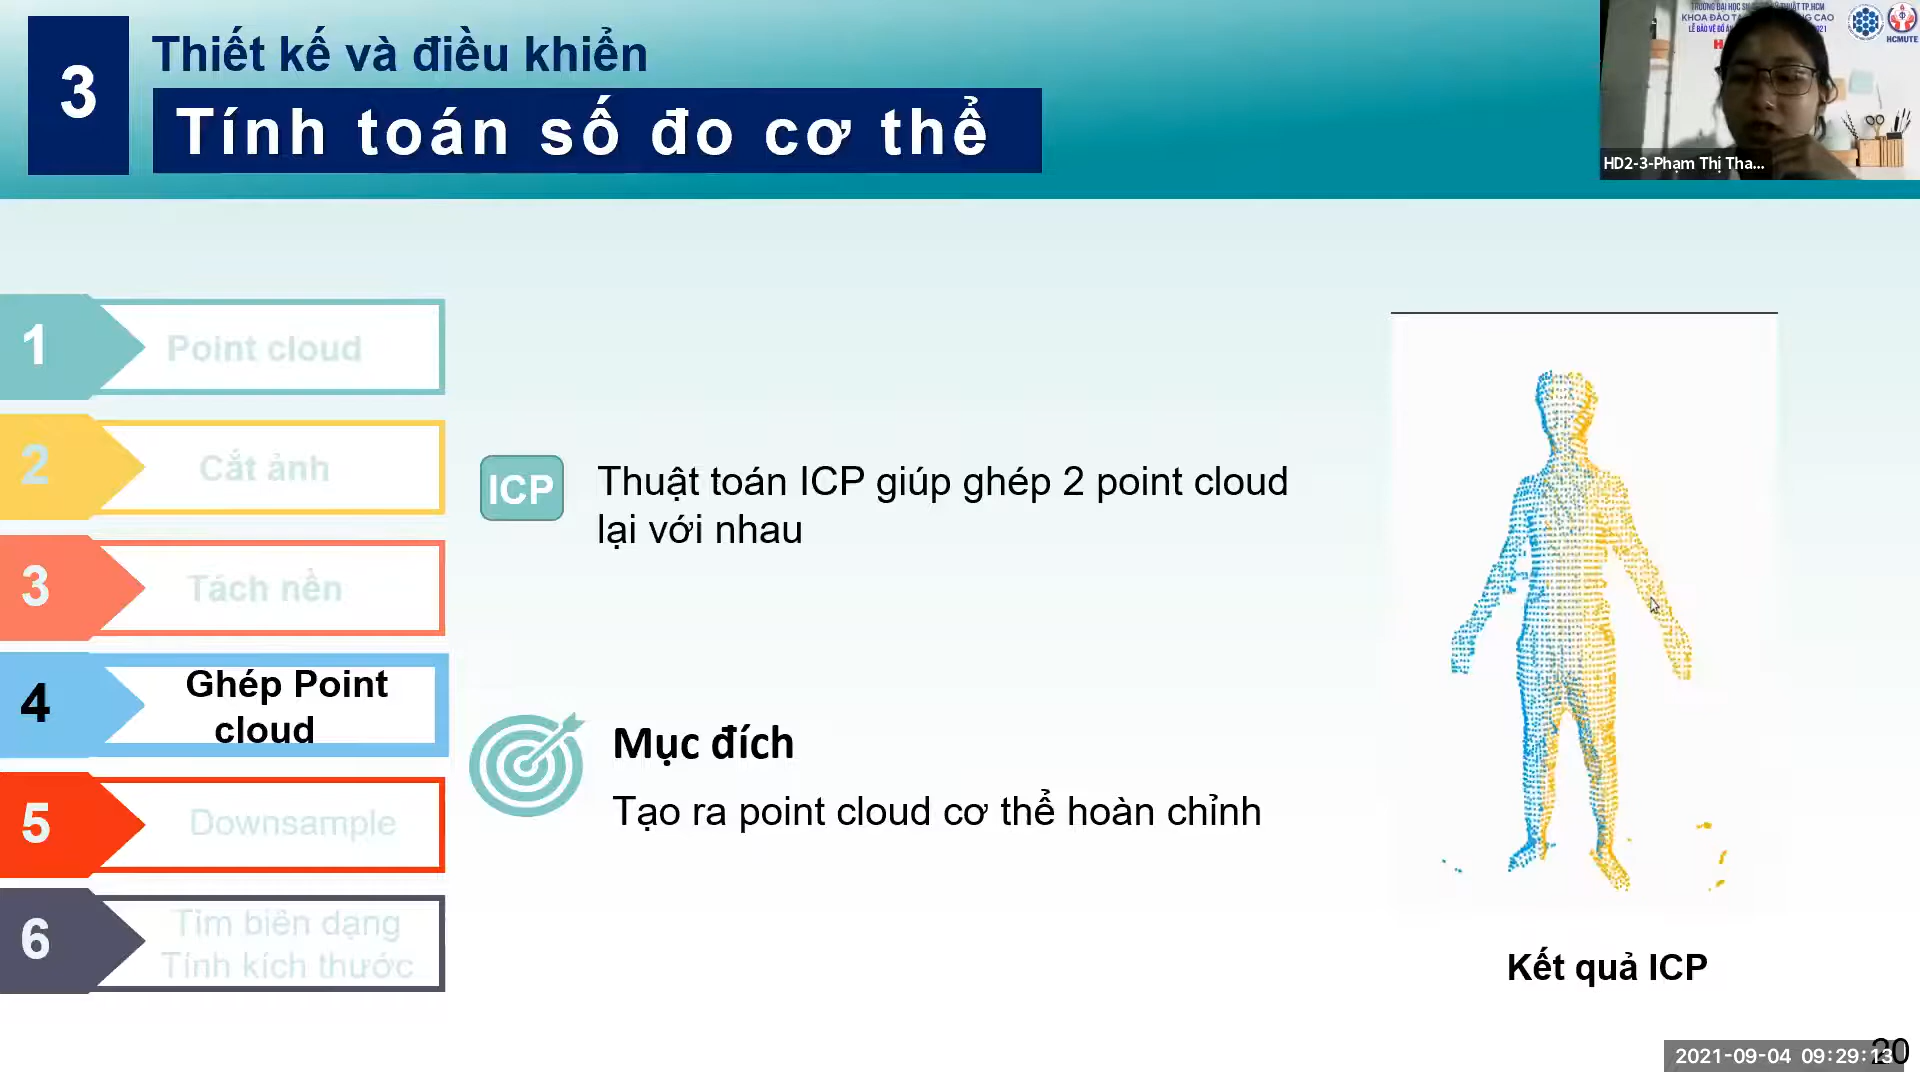 3
Thiết kế và điều khiển
Tính toán số đo cơ thể
HCMUTE
HD2-3-Phạm Thị Tha...
1
Point cloud
2
Cắt ảnh
3
Tách nền
4
Ghép Point
cloud
5
Downsample
6
Tìm biên dạng
Tính kích thước
ICP
Thuật toán ICP giúp ghép 2 point cloud
lại với nhau
Mục đích
Tạo ra point cloud cơ thể hoàn chỉnh
Kết quả ICP
20
2021-09-04 09:29:13